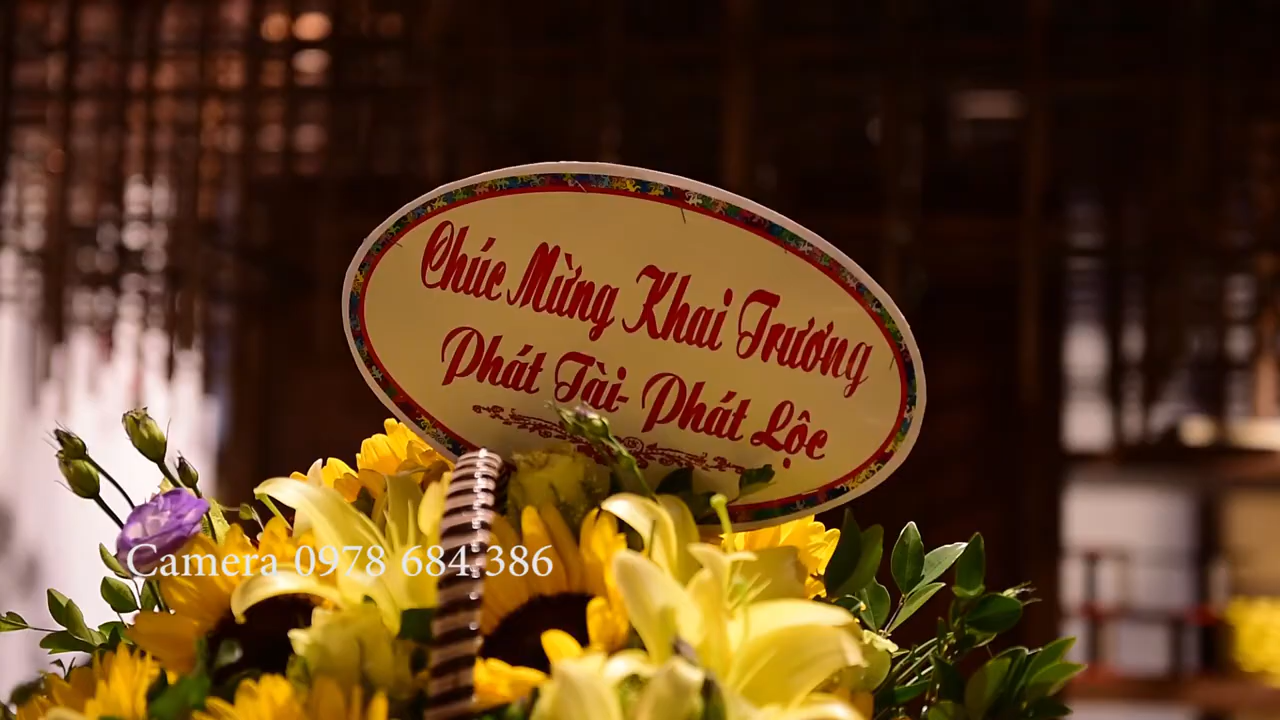 Chúc Mừng Khai Trương
Phát Tài- Phát Lộc
Camera 0978 684 386